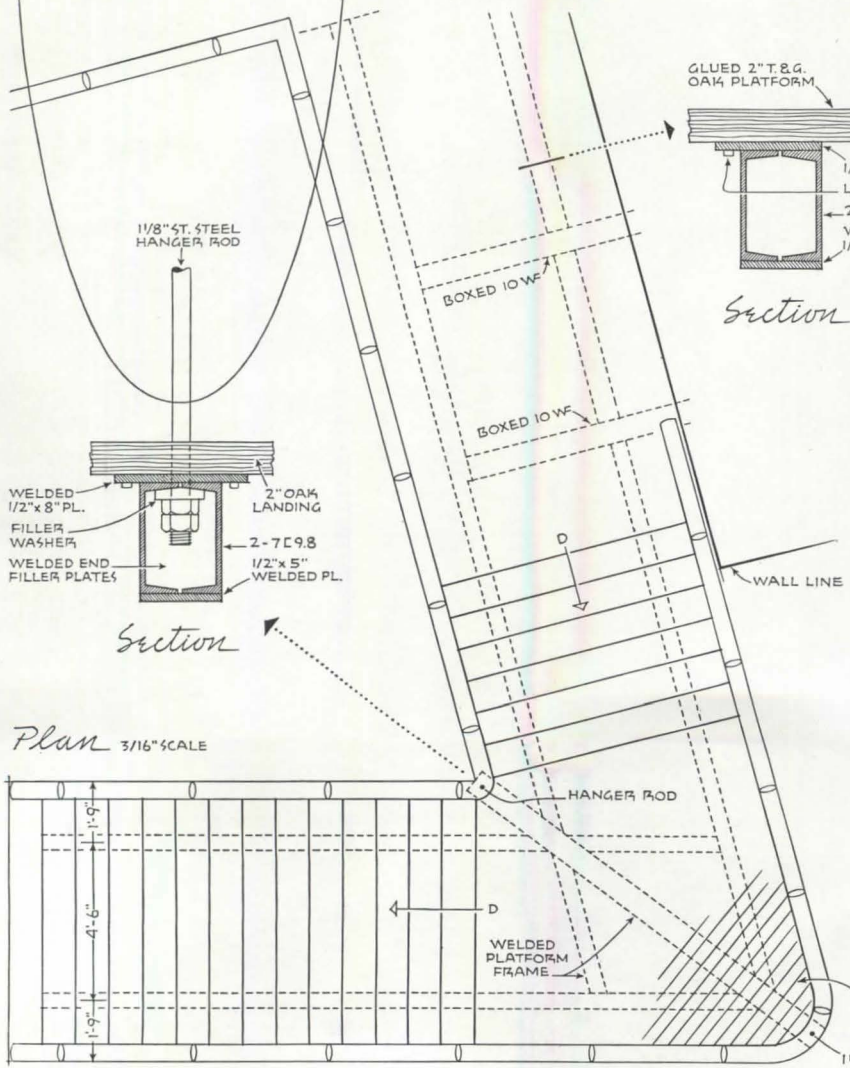 GLUED 2" T. & G.
OAK PLATFORM
1 1/8" ST. STEEL
HANGER ROD
BOXED 10 WF
Section
BOXED 10 WF
WELDED
1/2" x 8" PL.
FILLER
WASHER
WELDED END
FILLER PLATES
2" OAK
LANDING
2-7 [ 9.8
1/2" x 5"
WELDED PL.
Section
D
WALL LINE
Plan 3/16" SCALE
HANGER ROD
1'-9"
4'-6"
1'-9"
D
WELDED
PLATFORM
FRAME